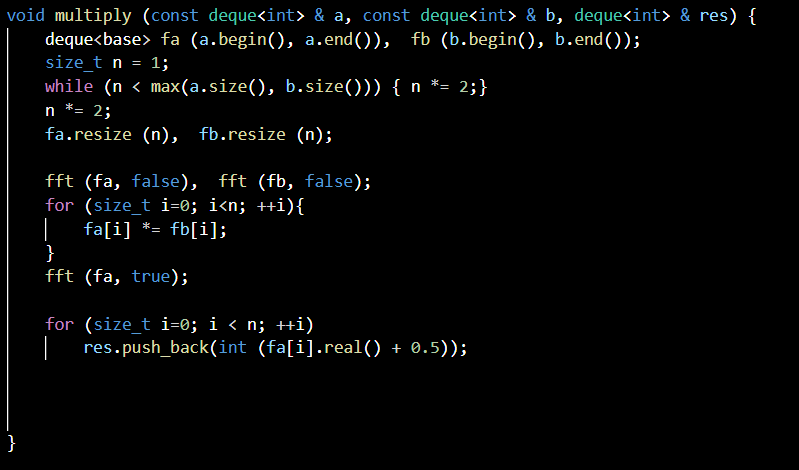 void multiply (const deque<int> & a, const deque<int> & b, deque<int> & res) {
    deque<base> fa (a.begin(), a.end()),  fb (b.begin(), b.end());
    size_t n = 1;
    while (n < max(a.size(), b.size())) { n *= 2;}
    n *= 2;
    fa.resize (n),  fb.resize (n);

    fft (fa, false),  fft (fb, false);
    for (size_t i=0; i<n; ++i){
        fa[i] *= fb[i];
    }
    fft (fa, true);

    for (size_t i=0; i < n; ++i)
        res.push_back(int (fa[i].real() + 0.5));

}